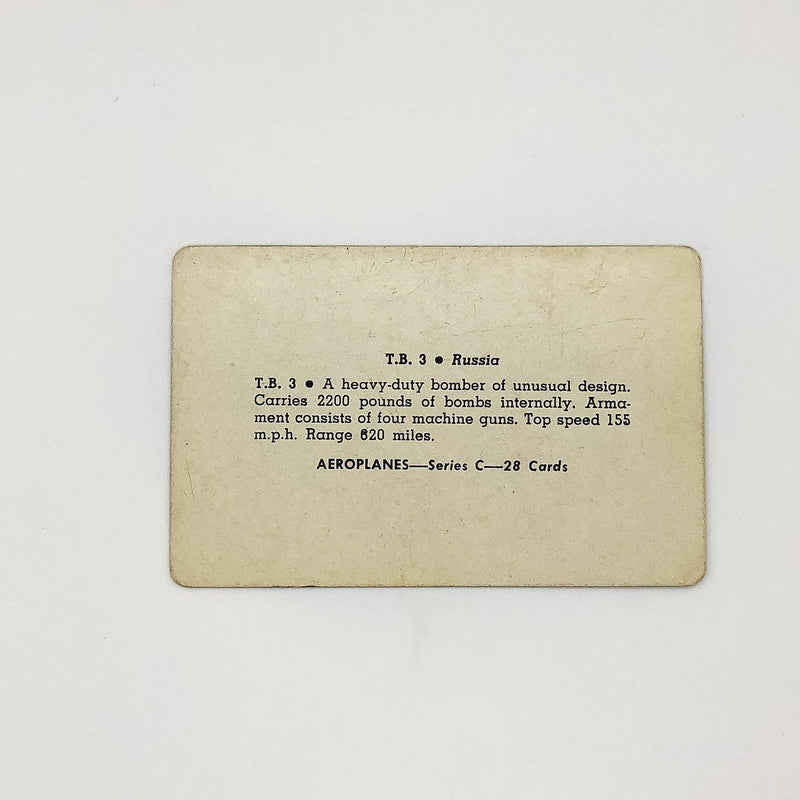 T.B. 3 ● Russia
T.B. 3 ● A heavy-duty bomber of unusual design.
Carries 2200 pounds of bombs internally. Arma-
ment consists of four machine guns. Top speed 155
m.p.h. Range 620 miles.
AEROPLANES—Series C—28 Cards